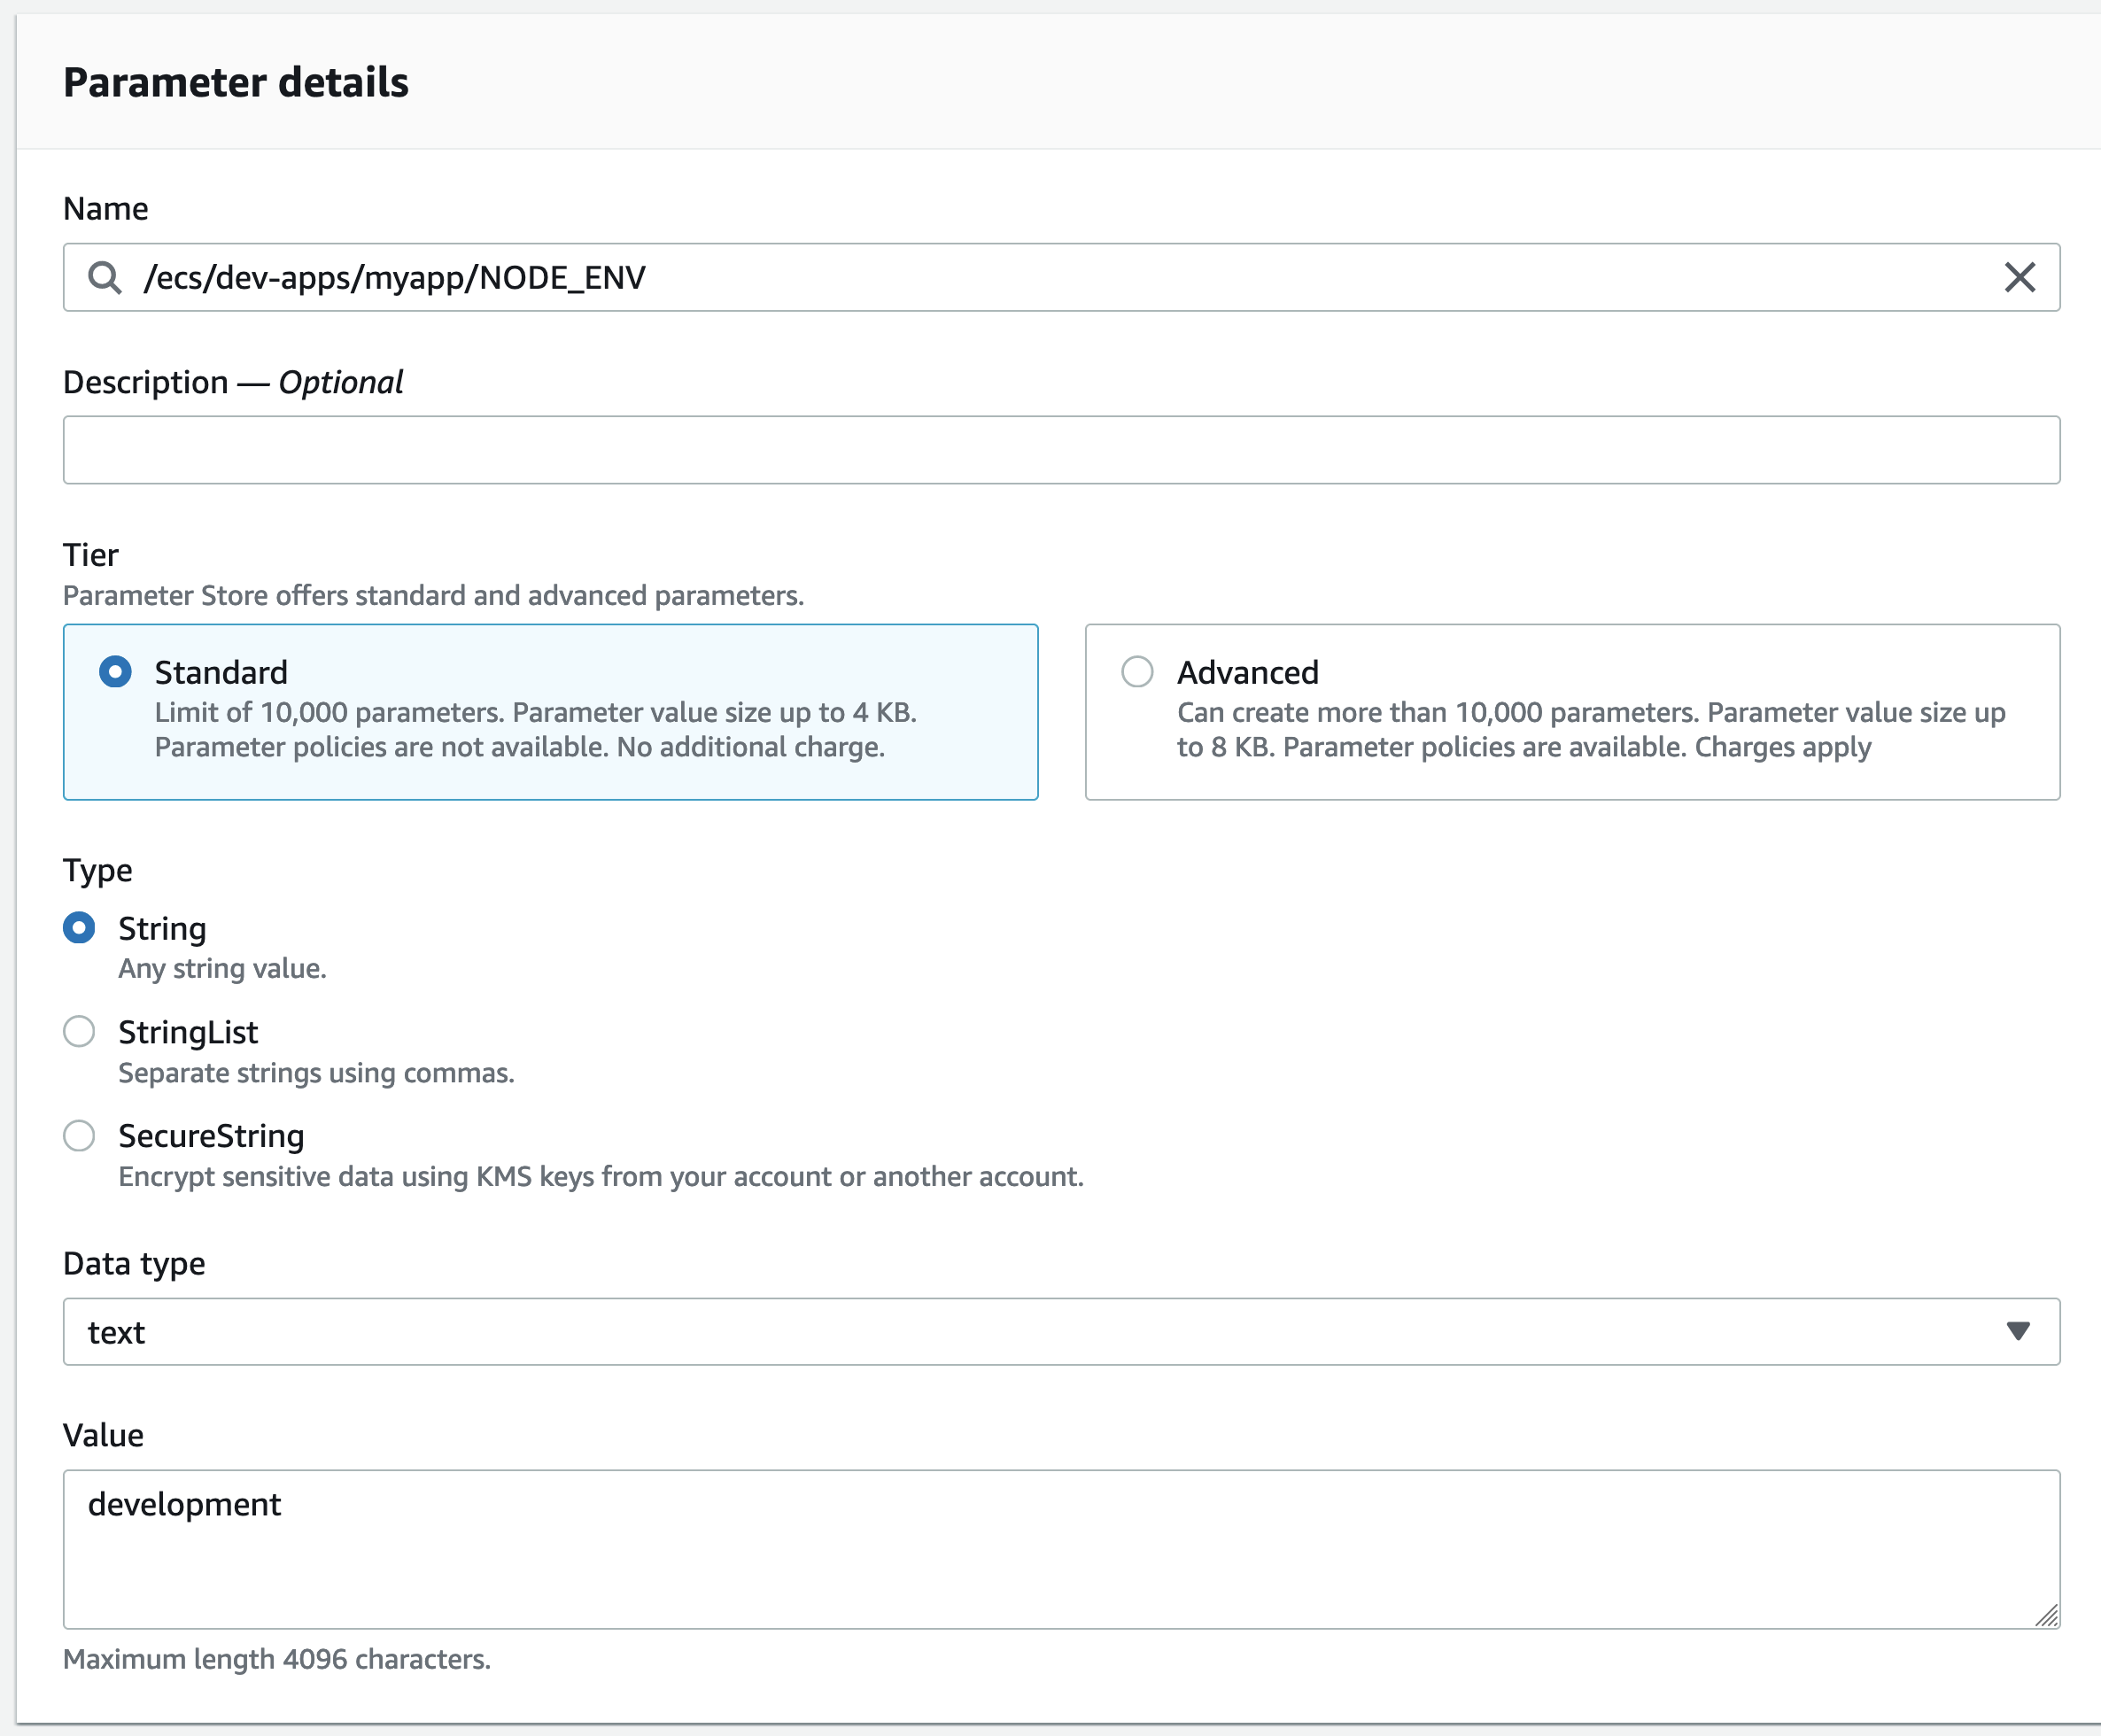 Parameter details
Name
/ecs/dev-apps/myapp/NODE_ENV
Description — Optional
Tier
Parameter Store offers standard and advanced parameters.
Standard
Limit of 10,000 parameters. Parameter value size up to 4 KB.
Parameter policies are not available. No additional charge.
Advanced
Can create more than 10,000 parameters. Parameter value size up
to 8 KB. Parameter policies are available. Charges apply
Type
String
Any string value.
StringList
Separate strings using commas.
SecureString
Encrypt sensitive data using KMS keys from your account or another account.
Data type
text
Value
development
Maximum length 4096 characters.